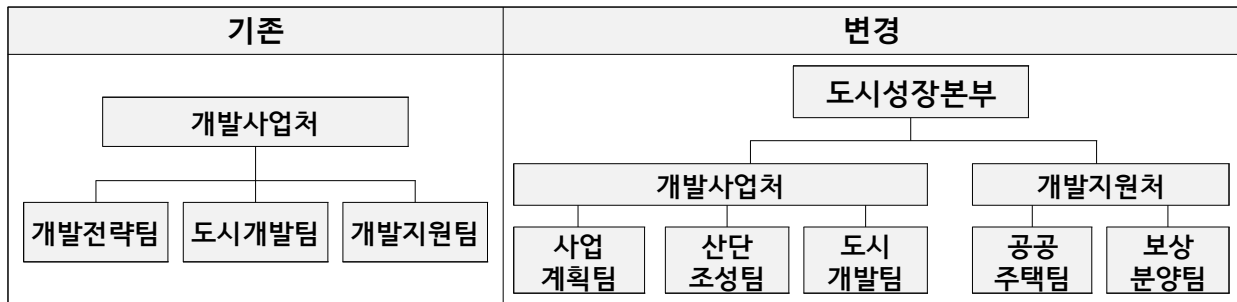 기존
변경
개발사업처
개발전략팀
도시개발팀
개발지원팀
도시성장본부
개발사업처
개발지원처
사업
계획팀
산단
조성팀
도시
개발팀
공공
주택팀
보상
분양팀